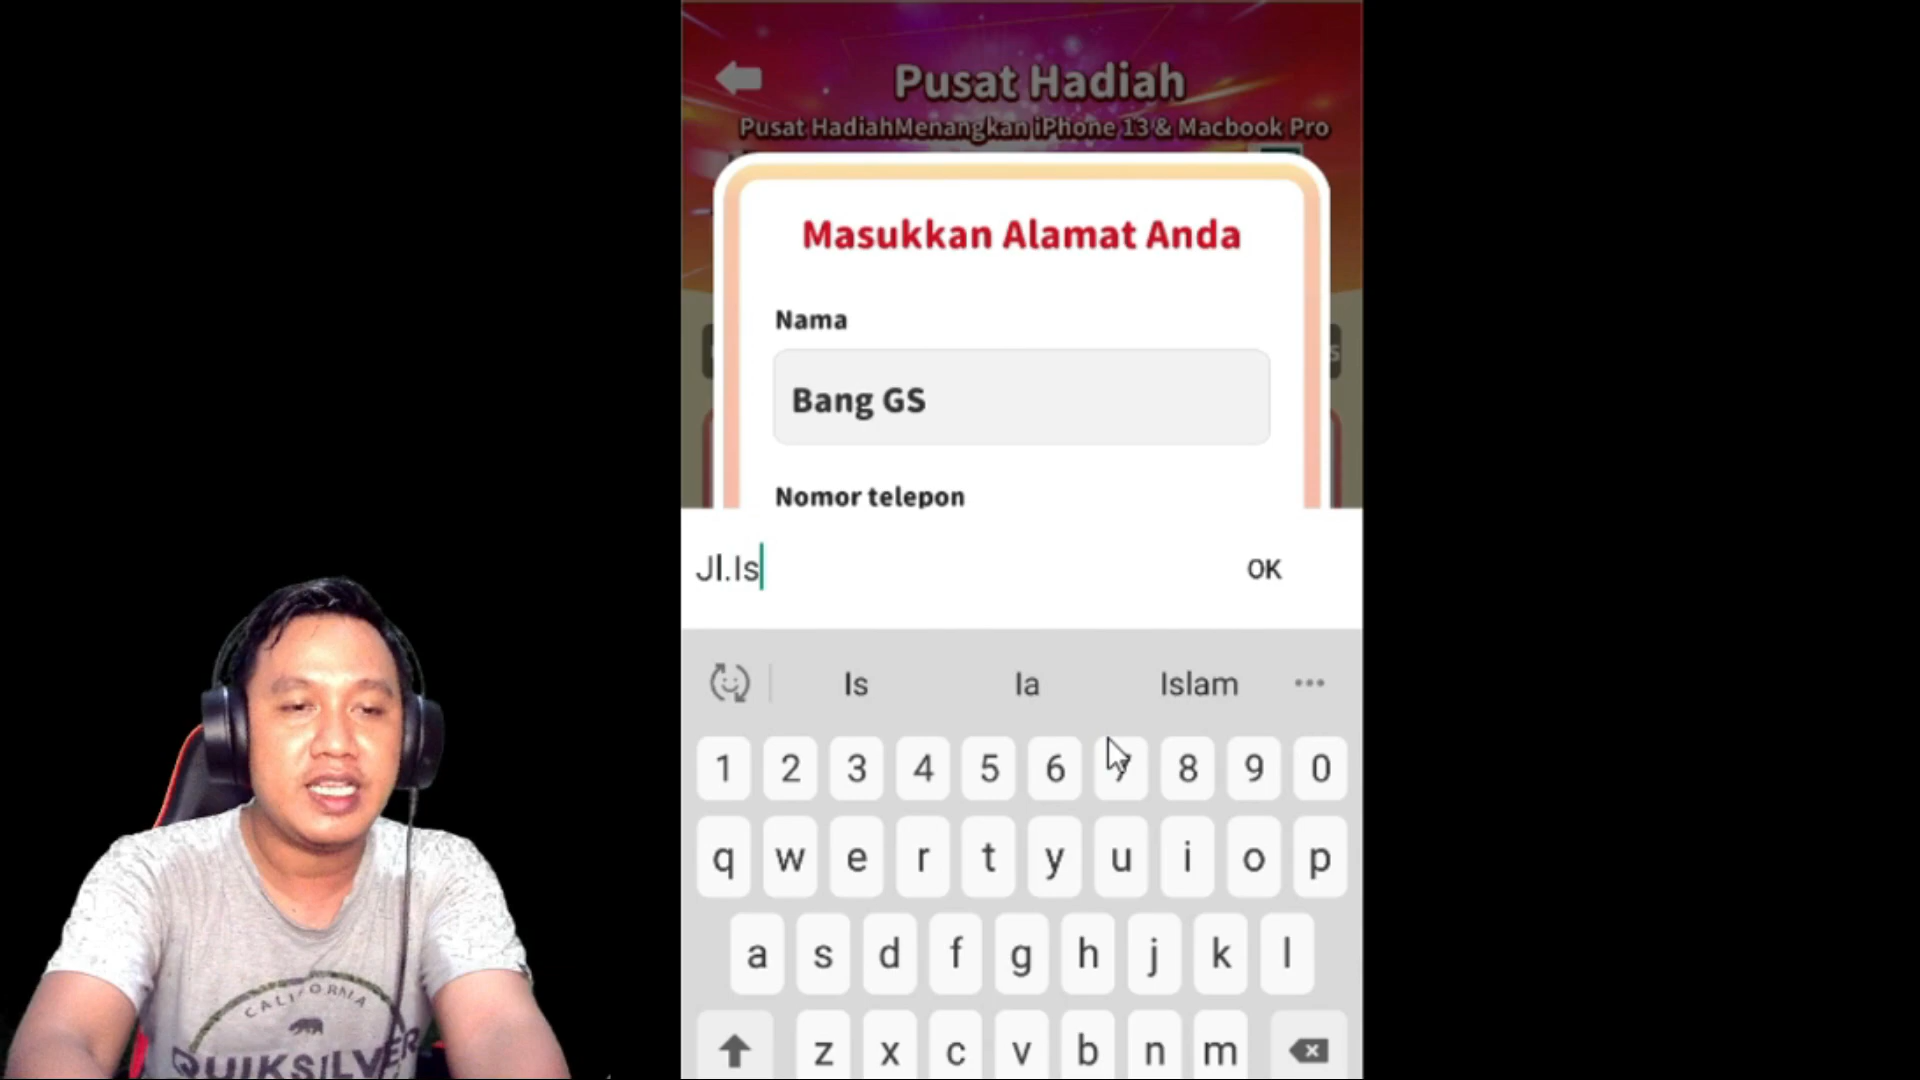 Pusat Hadiah
Pusat HadiahMenangkan iPhone 13 & Macbook Pro
Masukkan Alamat Anda
Nama
Bang GS
Nomor telepon
Jl.Is
OK
Is
Ia
Islam
1 2 3 4 5 6 7 8 9 0
q w e r t y u i o p
a s d f g h j k l
z x c v b n m
CALIFORNIA
QUIKSILVER